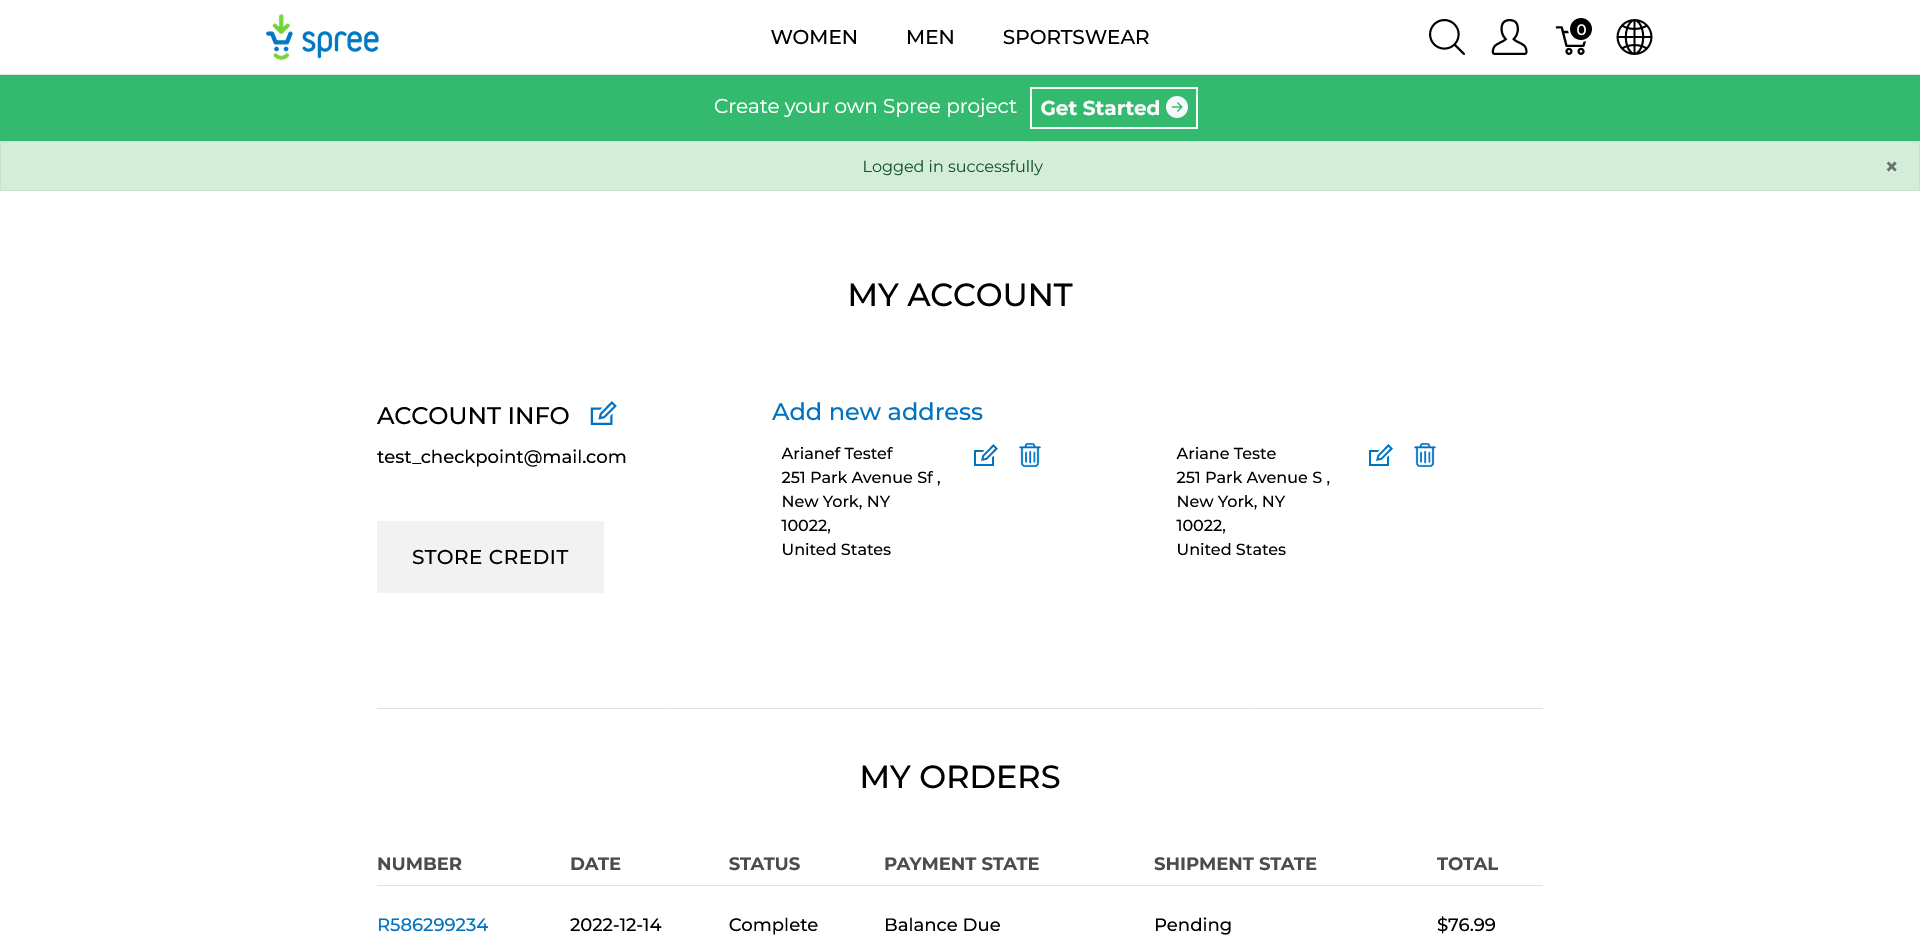 spree
WOMEN
MEN
SPORTSWEAR
0
Create your own Spree project
Get Started
Logged in successfully
×
MY ACCOUNT
ACCOUNT INFO
test_checkpoint@mail.com
STORE CREDIT
Add new address
Arianef Testef
251 Park Avenue Sf ,
New York, NY
10022,
United States
Ariane Teste
251 Park Avenue S ,
New York, NY
10022,
United States
MY ORDERS
NUMBER DATE STATUS PAYMENT STATE SHIPMENT STATE TOTAL
R586299234 2022-12-14 Complete Balance Due Pending $76.99